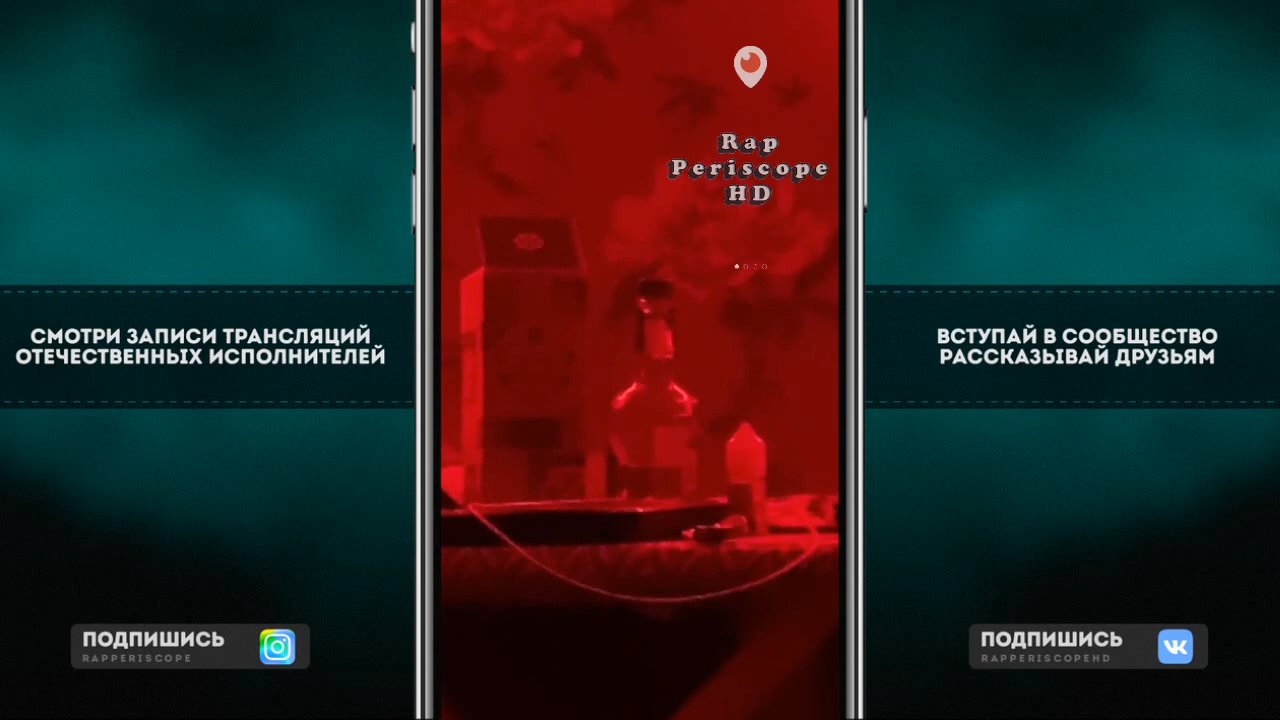 Rap
Periscope
HD
СМОТРИ ЗАПИСИ ТРАНСЛЯЦИЙ
ОТЕЧЕСТВЕННЫХ ИСПОЛНИТЕЛЕЙ
ВСТУПАЙ В СООБЩЕСТВО
РАССКАЗЫВАЙ ДРУЗЬЯМ
ПОДПИШИСЬ
RAPPERISCOPE
ПОДПИШИСЬ
RAPPERISCOPEHD